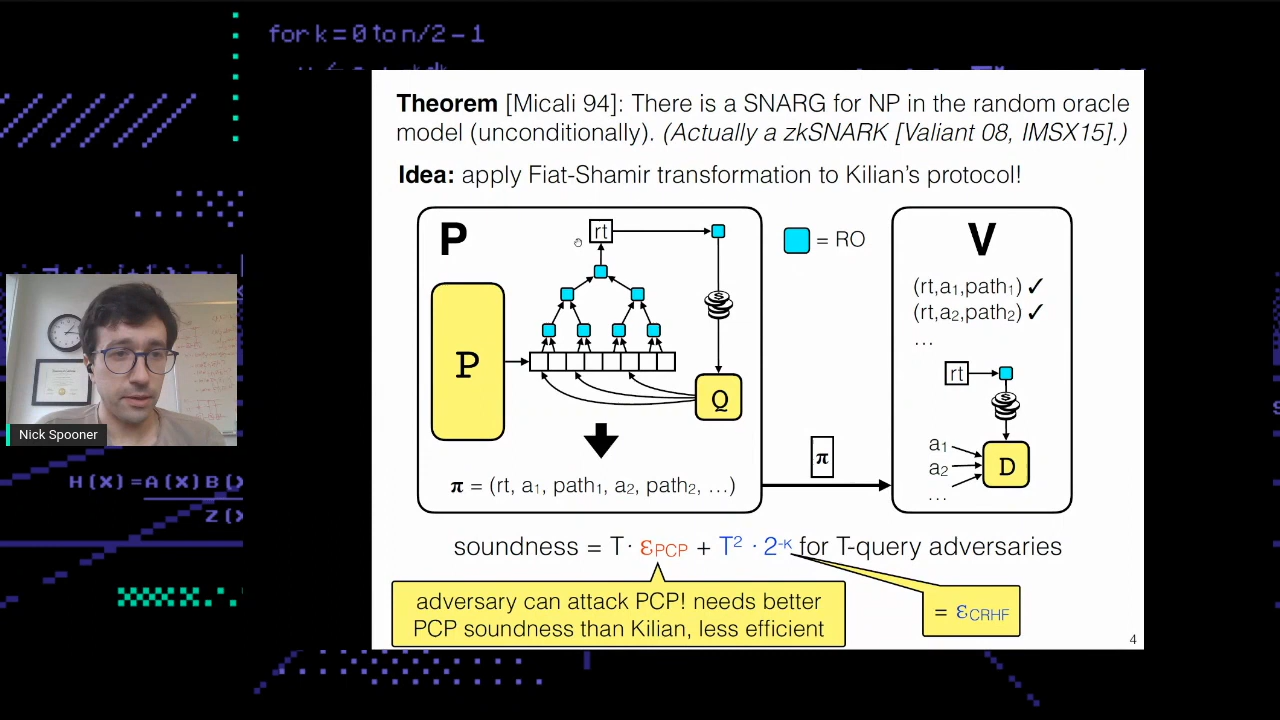 for k = 0 to n/2 - 1
Theorem [Micali 94]: There is a SNARG for NP in the random oracle
model (unconditionally). (Actually a zkSNARK [Valiant 08, IMSX15].)
Idea: apply Fiat-Shamir transformation to Kilian's protocol!
P
rt
= RO
V
(rt,a₁,path₁) ✓
(rt,a₂,path₂) ✓
...
P
rt
Q
a₁
a₂
...
D
π
π = (rt, a₁, path₁, a₂, path₂, ...)
Nick Spooner
H(x)=A(x)B(x
Z(x)
soundness = T · ε_PCP + T² · 2^-κ for T-query adversaries
adversary can attack PCP! needs better
PCP soundness than Kilian, less efficient
= ε_CRHF
4